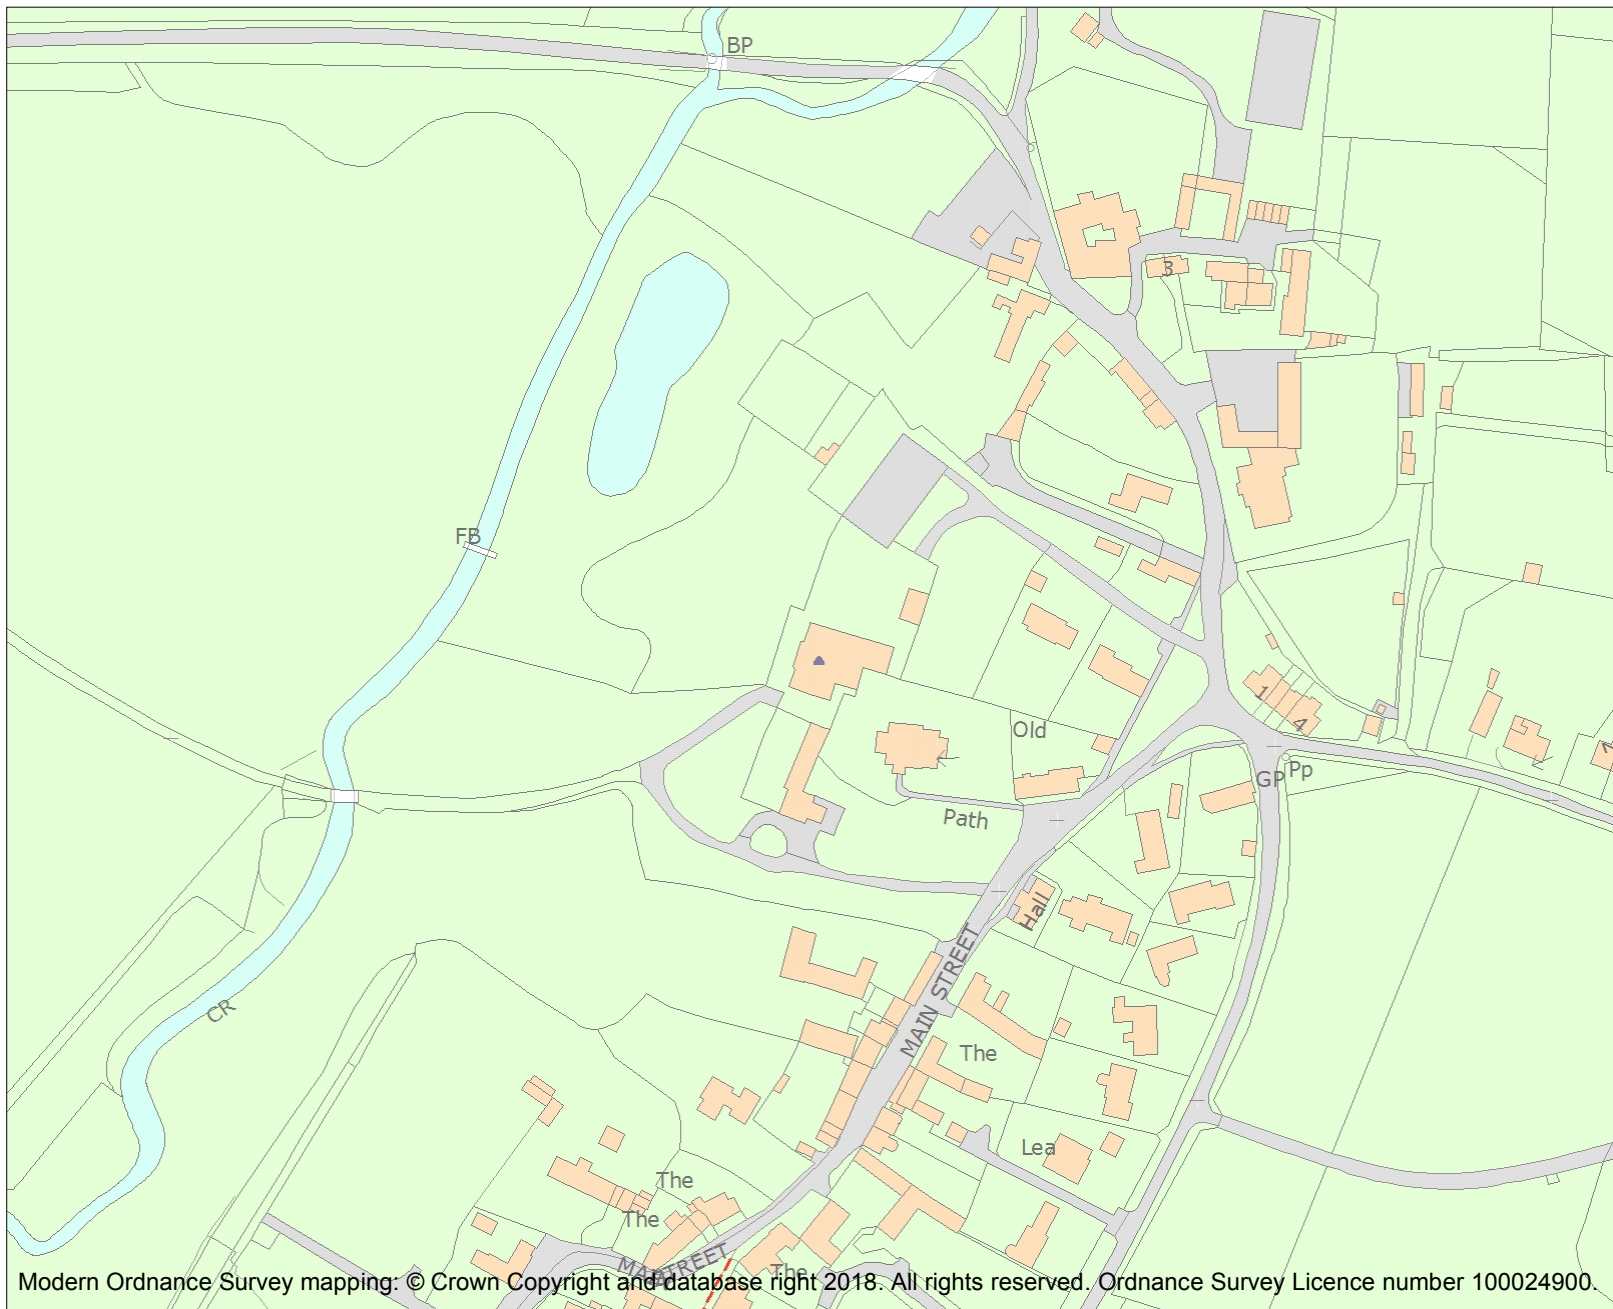 BP
3
FB
1
4
Old
GP
Pp
Path
Hall
MAIN STREET
CR
The
Lea
The
The
The
Modern Ordnance Survey mapping: © Crown Copyright and database right 2018. All rights reserved. Ordnance Survey Licence number 100024900.